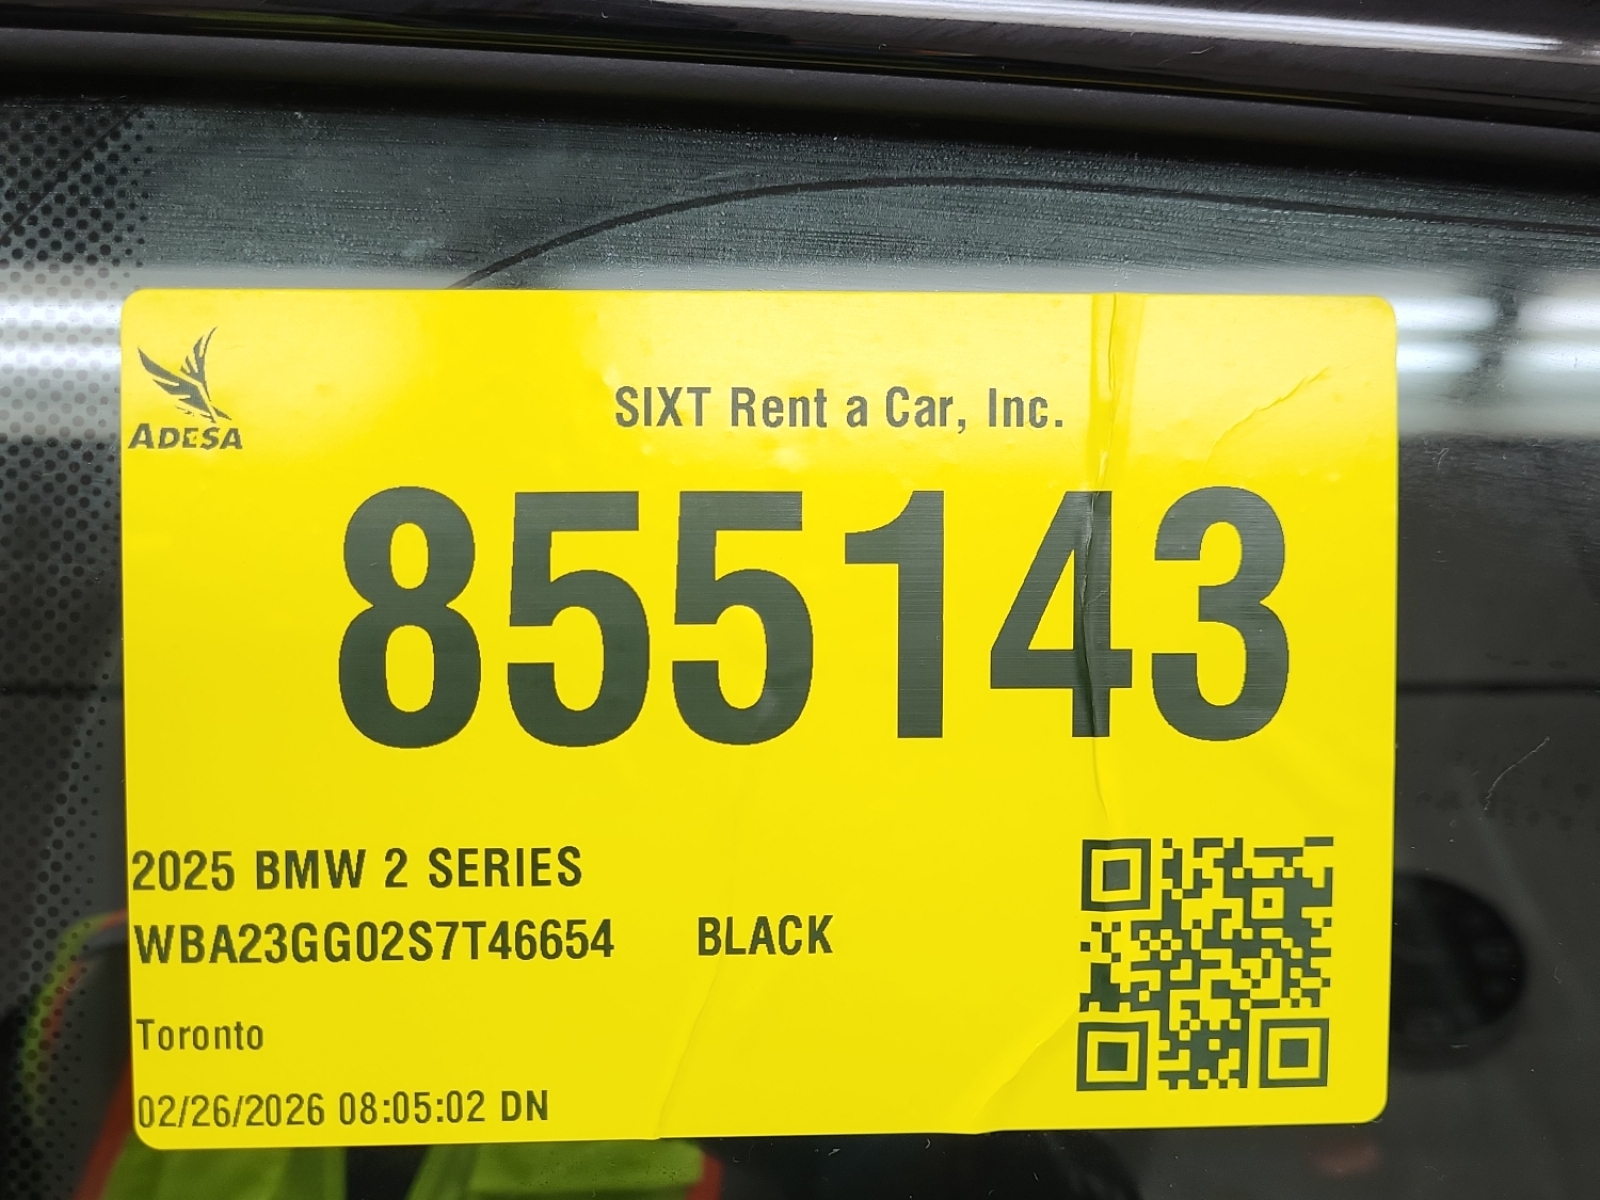 ADESA
SIXT Rent a Car, Inc.
855143
2025 BMW 2 SERIES
WBA23GG02S7T46654 BLACK
Toronto
02/26/2026 08:05:02 DN